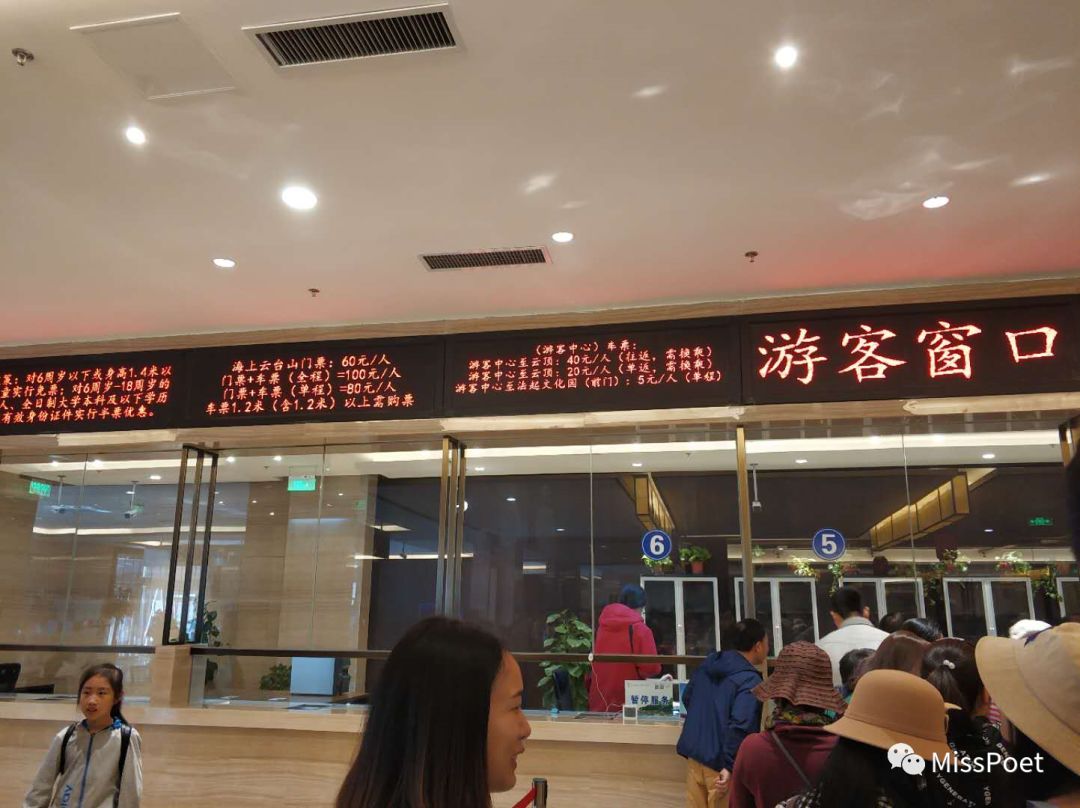 票：对6周岁以下或身高1.4米以
童实行免票：对6周岁-18周岁的
人、全日制大学本科及以下学历
有效身份证件实行半票优惠。
海上云台山门票：60元/人
门票+车票（全程）=100元/人
门票+车票（单程）=80元/人
车票1.2米（含1.2米）以上需购票
（游客中心）车票：
游客中心至云顶：40元/人（往返，需换乘）
游客中心至云顶：20元/人（单程，需换乘）
游客中心至法起文化园（前门）：5元/人（单程）
游客窗口
6
5
暂停服务
MissPoet